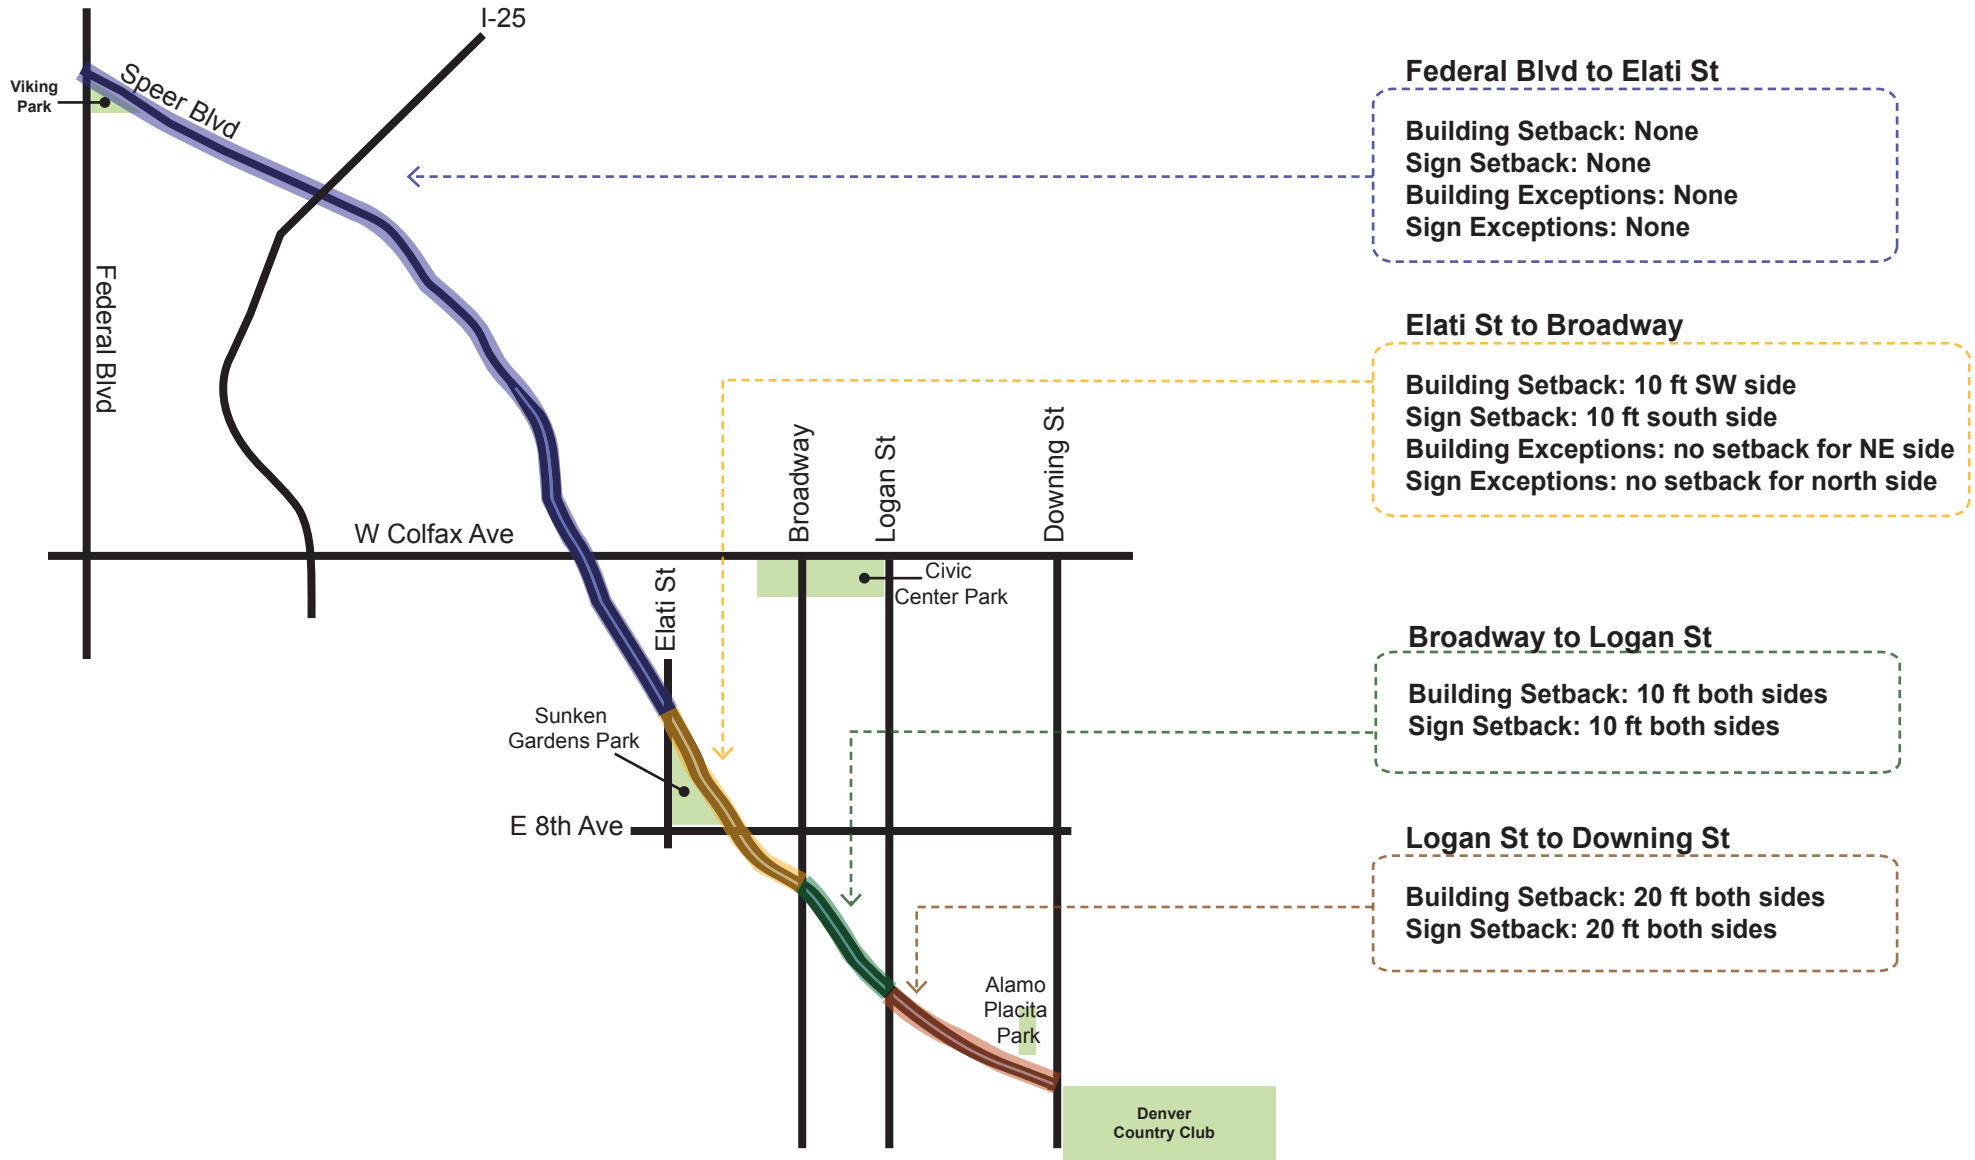 I-25
Viking
Park
Speer Blvd
Federal Blvd
W Colfax Ave
Broadway
Logan St
Downing St
Elati St
Civic
Center Park
Sunken
Gardens Park
E 8th Ave
Alamo
Placita
Park
Denver
Country Club
Federal Blvd to Elati St
Building Setback: None
Sign Setback: None
Building Exceptions: None
Sign Exceptions: None
Elati St to Broadway
Building Setback: 10 ft SW side
Sign Setback: 10 ft south side
Building Exceptions: no setback for NE side
Sign Exceptions: no setback for north side
Broadway to Logan St
Building Setback: 10 ft both sides
Sign Setback: 10 ft both sides
Logan St to Downing St
Building Setback: 20 ft both sides
Sign Setback: 20 ft both sides